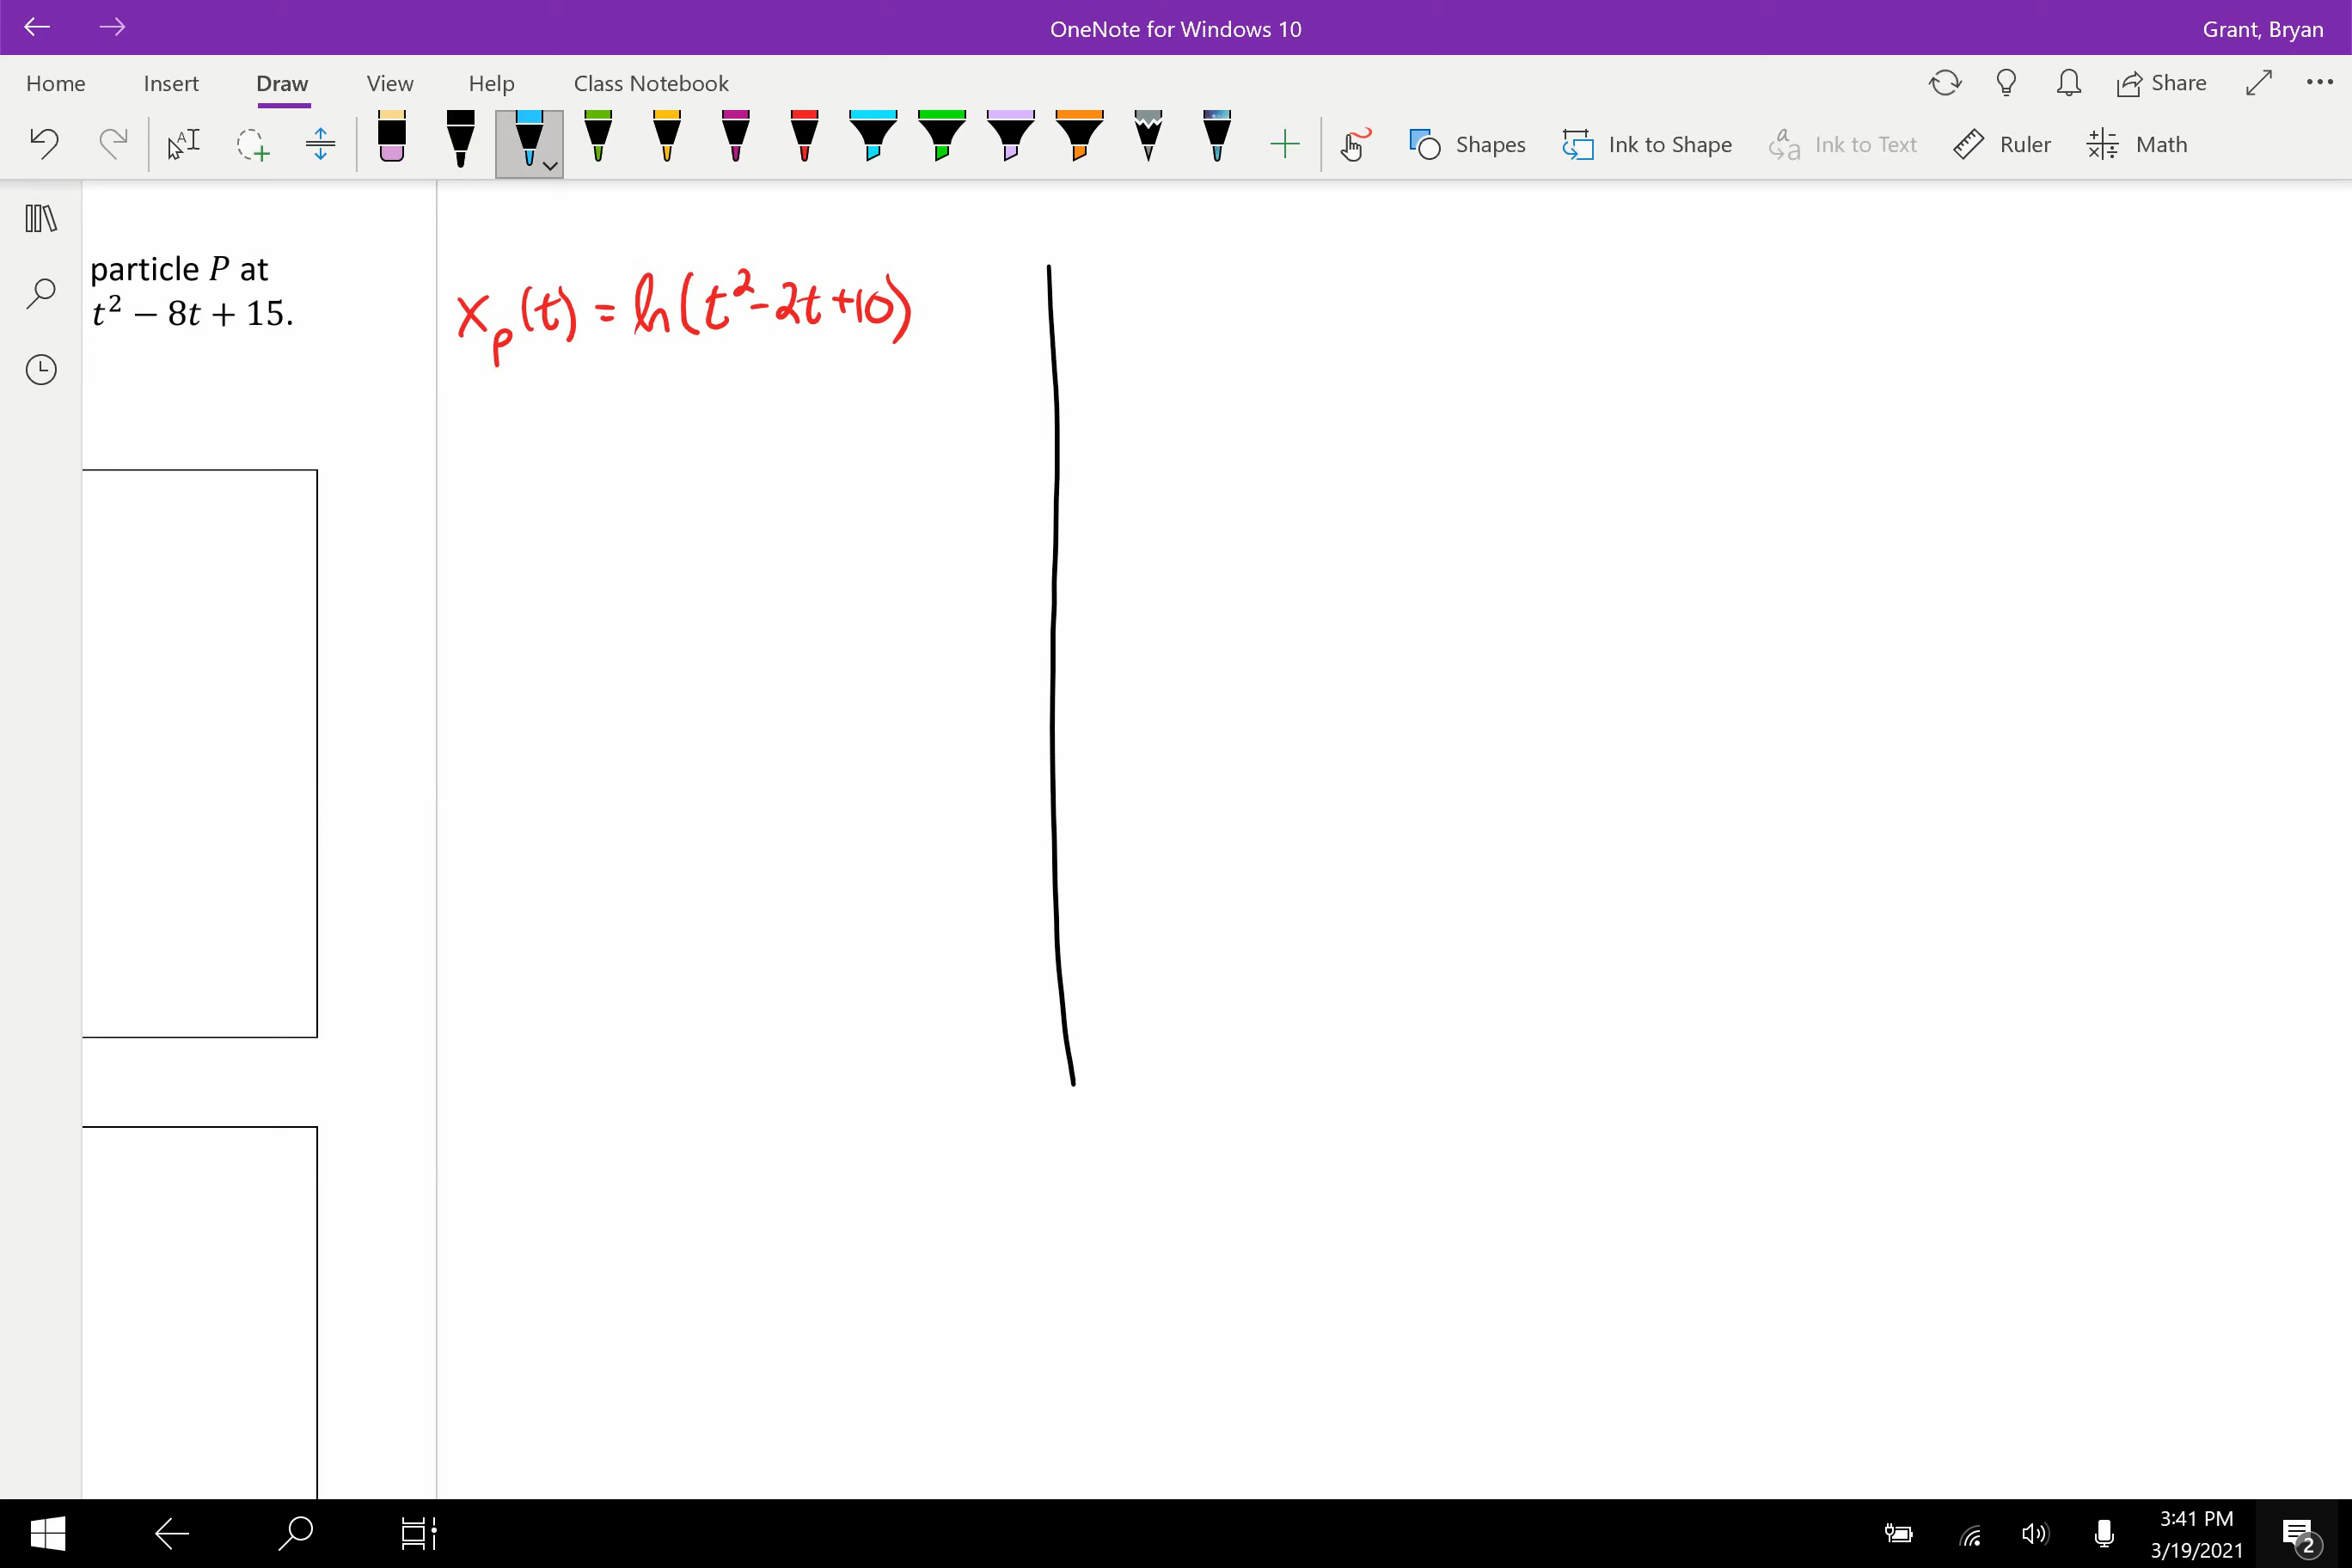 OneNote for Windows 10
Grant, Bryan
Home Insert Draw View Help Class Notebook Share
Shapes Ink to Shape Ink to Text Ruler Math
particle P at
t² − 8t + 15.
x_p(t) = ln(t² - 2t + 10)
3:41 PM
3/19/2021
2